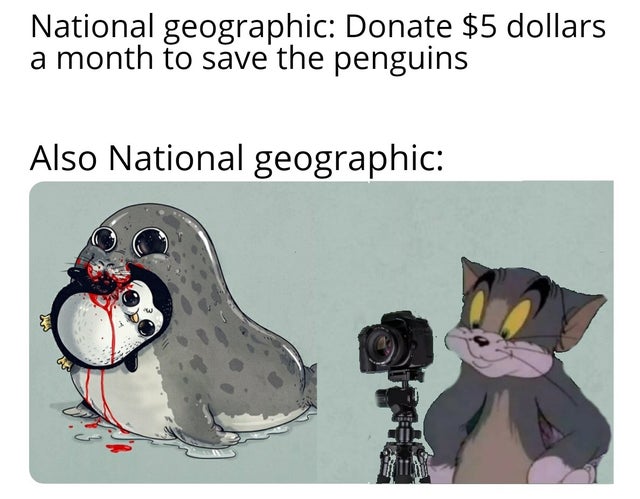 National geographic: Donate $5 dollars
a month to save the penguins
Also National geographic: